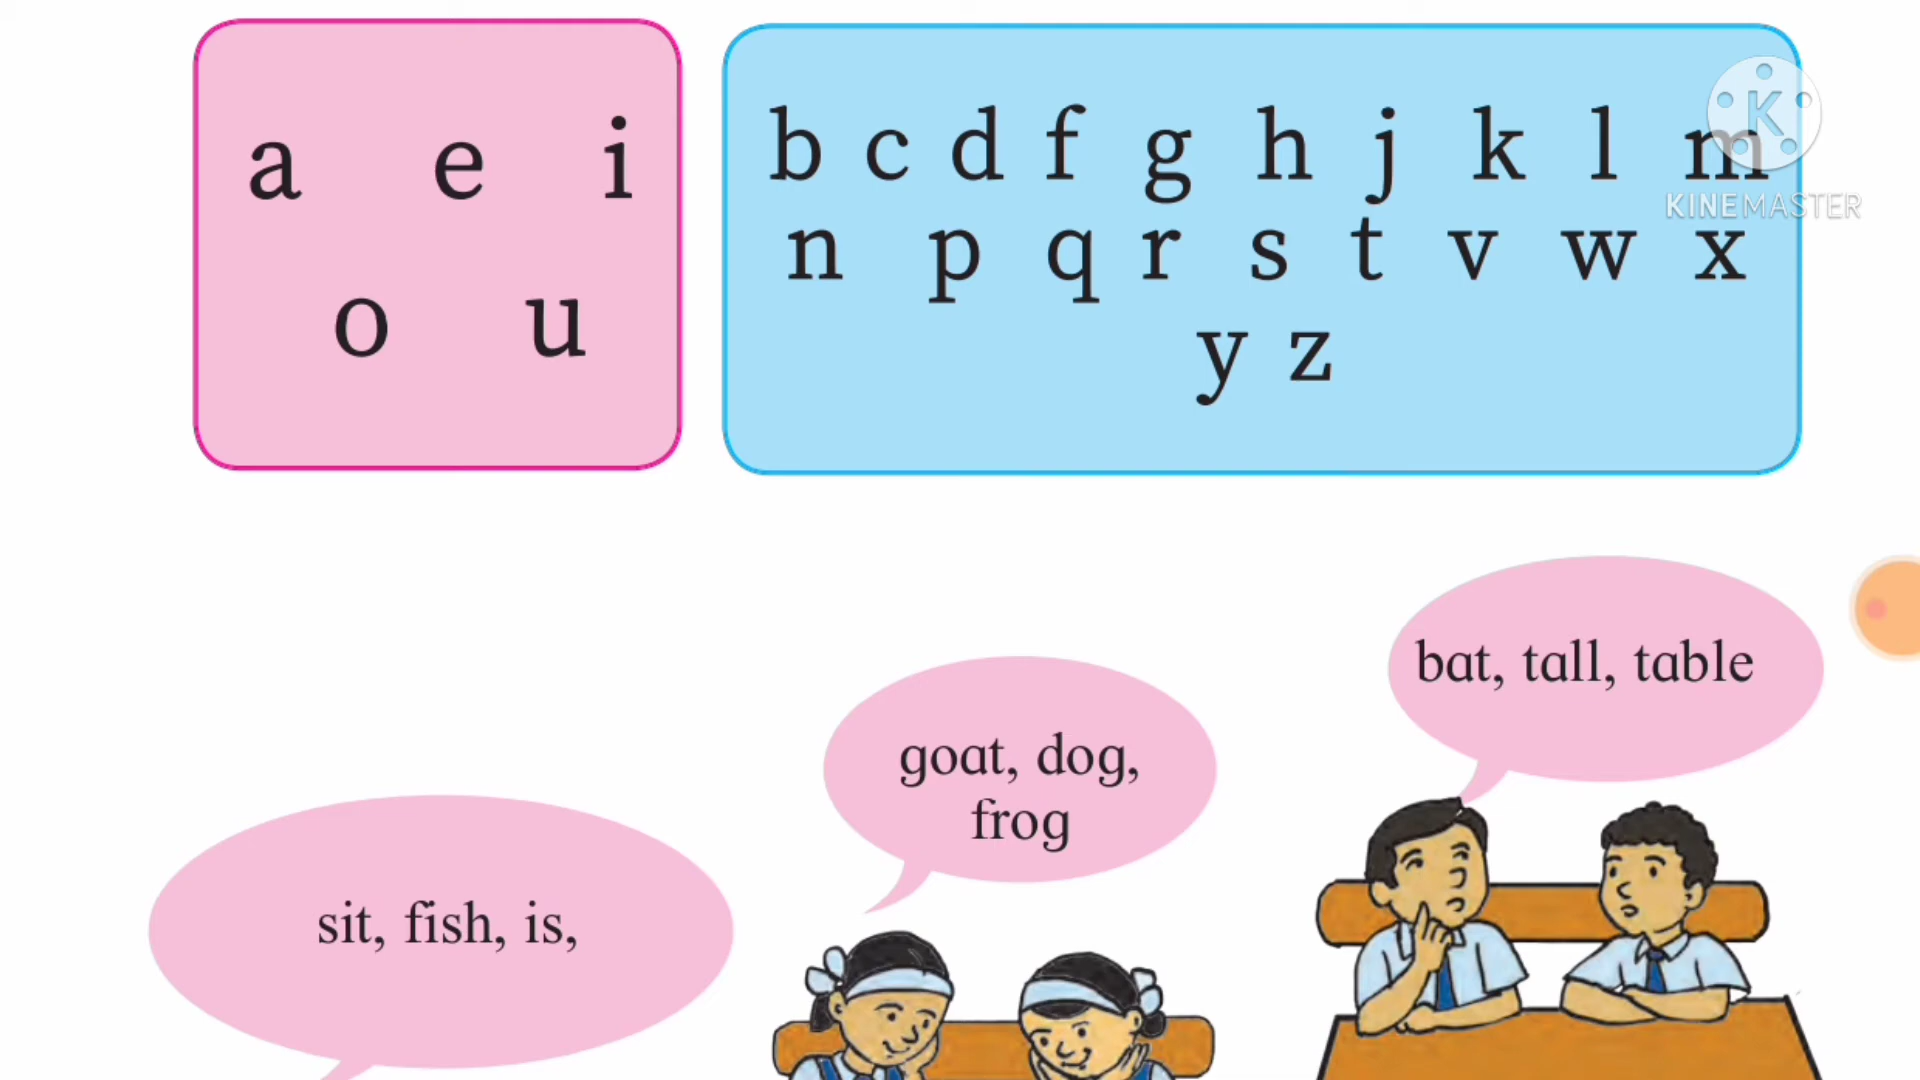 a e i
o u
b c d f g h j k l m
n p q r s t v w x
y z
K
KINEMASTER
bat, tall, table
goat, dog,
frog
sit, fish, is,